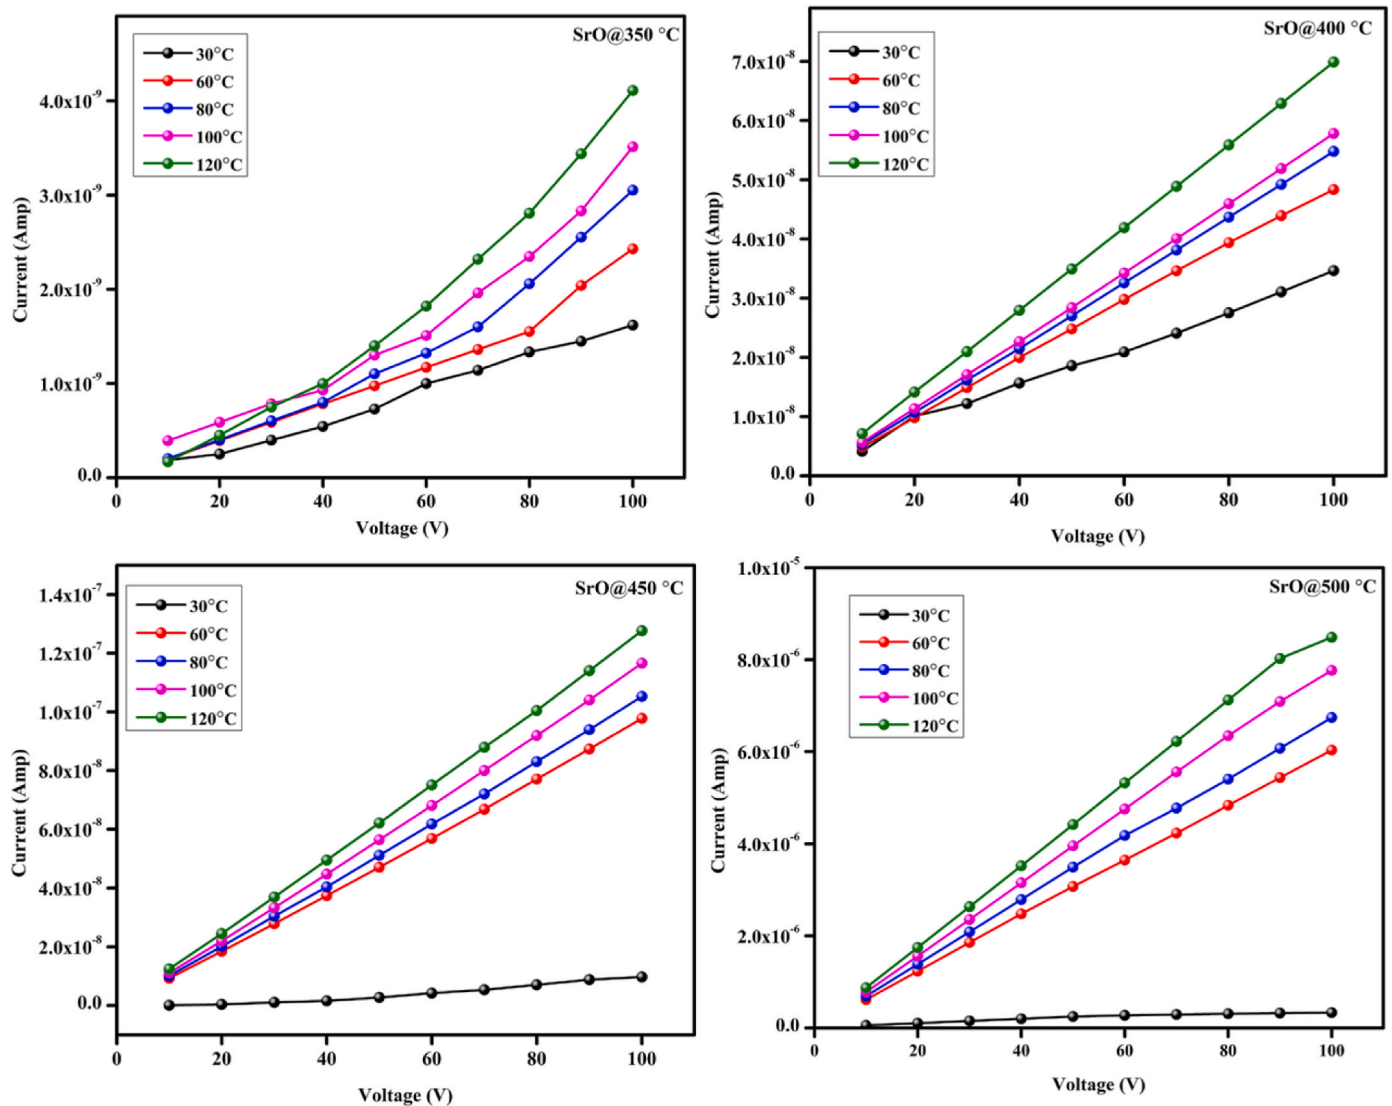 SrO@350 °C
30°C
60°C
80°C
100°C
120°C
4.0x10⁻⁹
3.0x10⁻⁹
2.0x10⁻⁹
1.0x10⁻⁹
0.0
Current (Amp)
0 20 40 60 80 100
Voltage (V)
SrO@400 °C
30°C
60°C
80°C
100°C
120°C
7.0x10⁻⁸
6.0x10⁻⁸
5.0x10⁻⁸
4.0x10⁻⁸
3.0x10⁻⁸
2.0x10⁻⁸
1.0x10⁻⁸
0.0
Current (Amp)
0 20 40 60 80 100
Voltage (V)
SrO@450 °C
30°C
60°C
80°C
100°C
120°C
1.4x10⁻⁷
1.2x10⁻⁷
1.0x10⁻⁷
8.0x10⁻⁸
6.0x10⁻⁸
4.0x10⁻⁸
2.0x10⁻⁸
0.0
Current (Amp)
0 20 40 60 80 100
Voltage (V)
SrO@500 °C
30°C
60°C
80°C
100°C
120°C
1.0x10⁻⁵
8.0x10⁻⁶
6.0x10⁻⁶
4.0x10⁻⁶
2.0x10⁻⁶
0.0
Current (Amp)
0 20 40 60 80 100
Voltage (V)